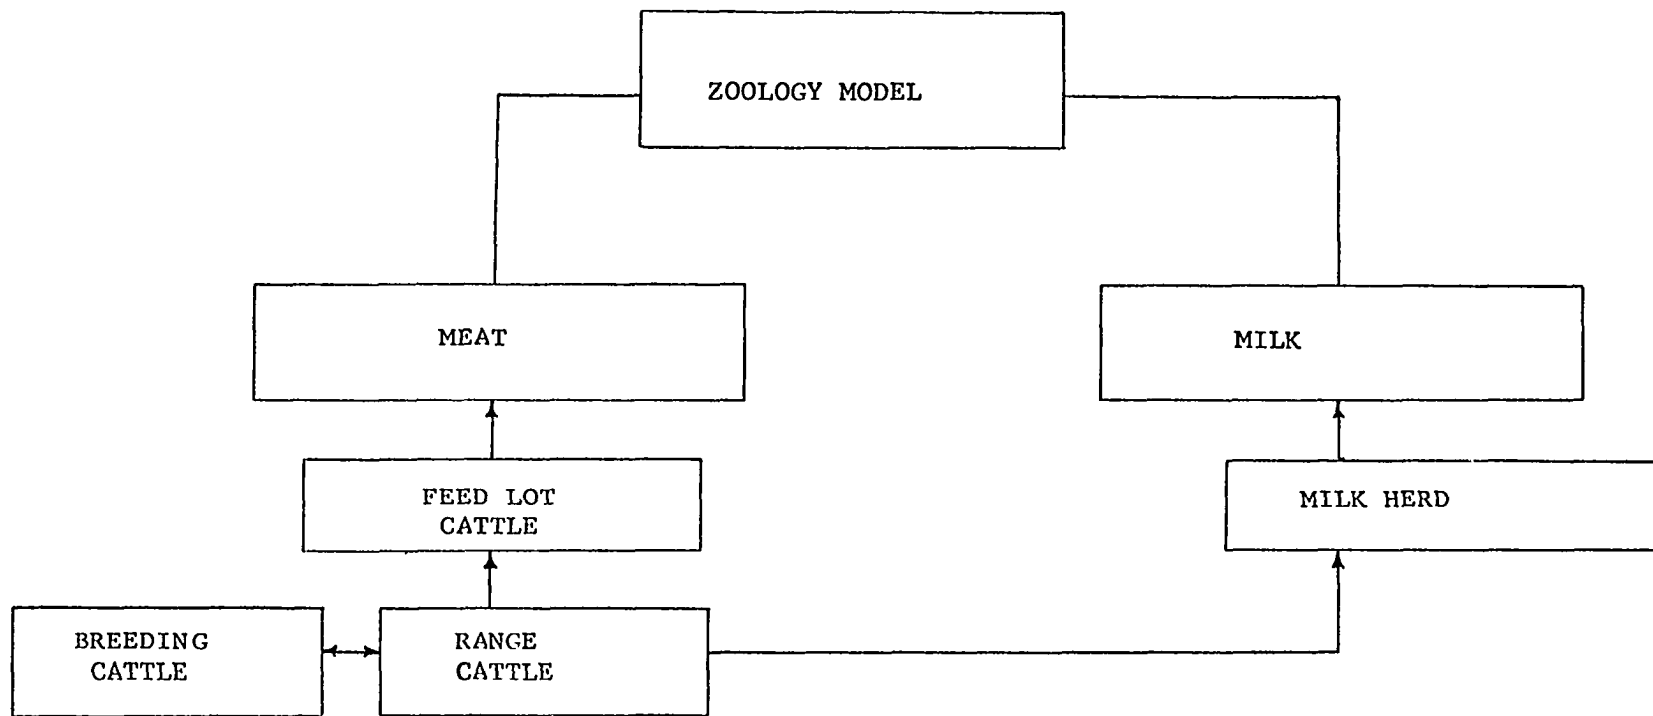 ZOOLOGY MODEL
MEAT
MILK
FEED LOT
CATTLE
MILK HERD
BREEDING
CATTLE
RANGE
CATTLE